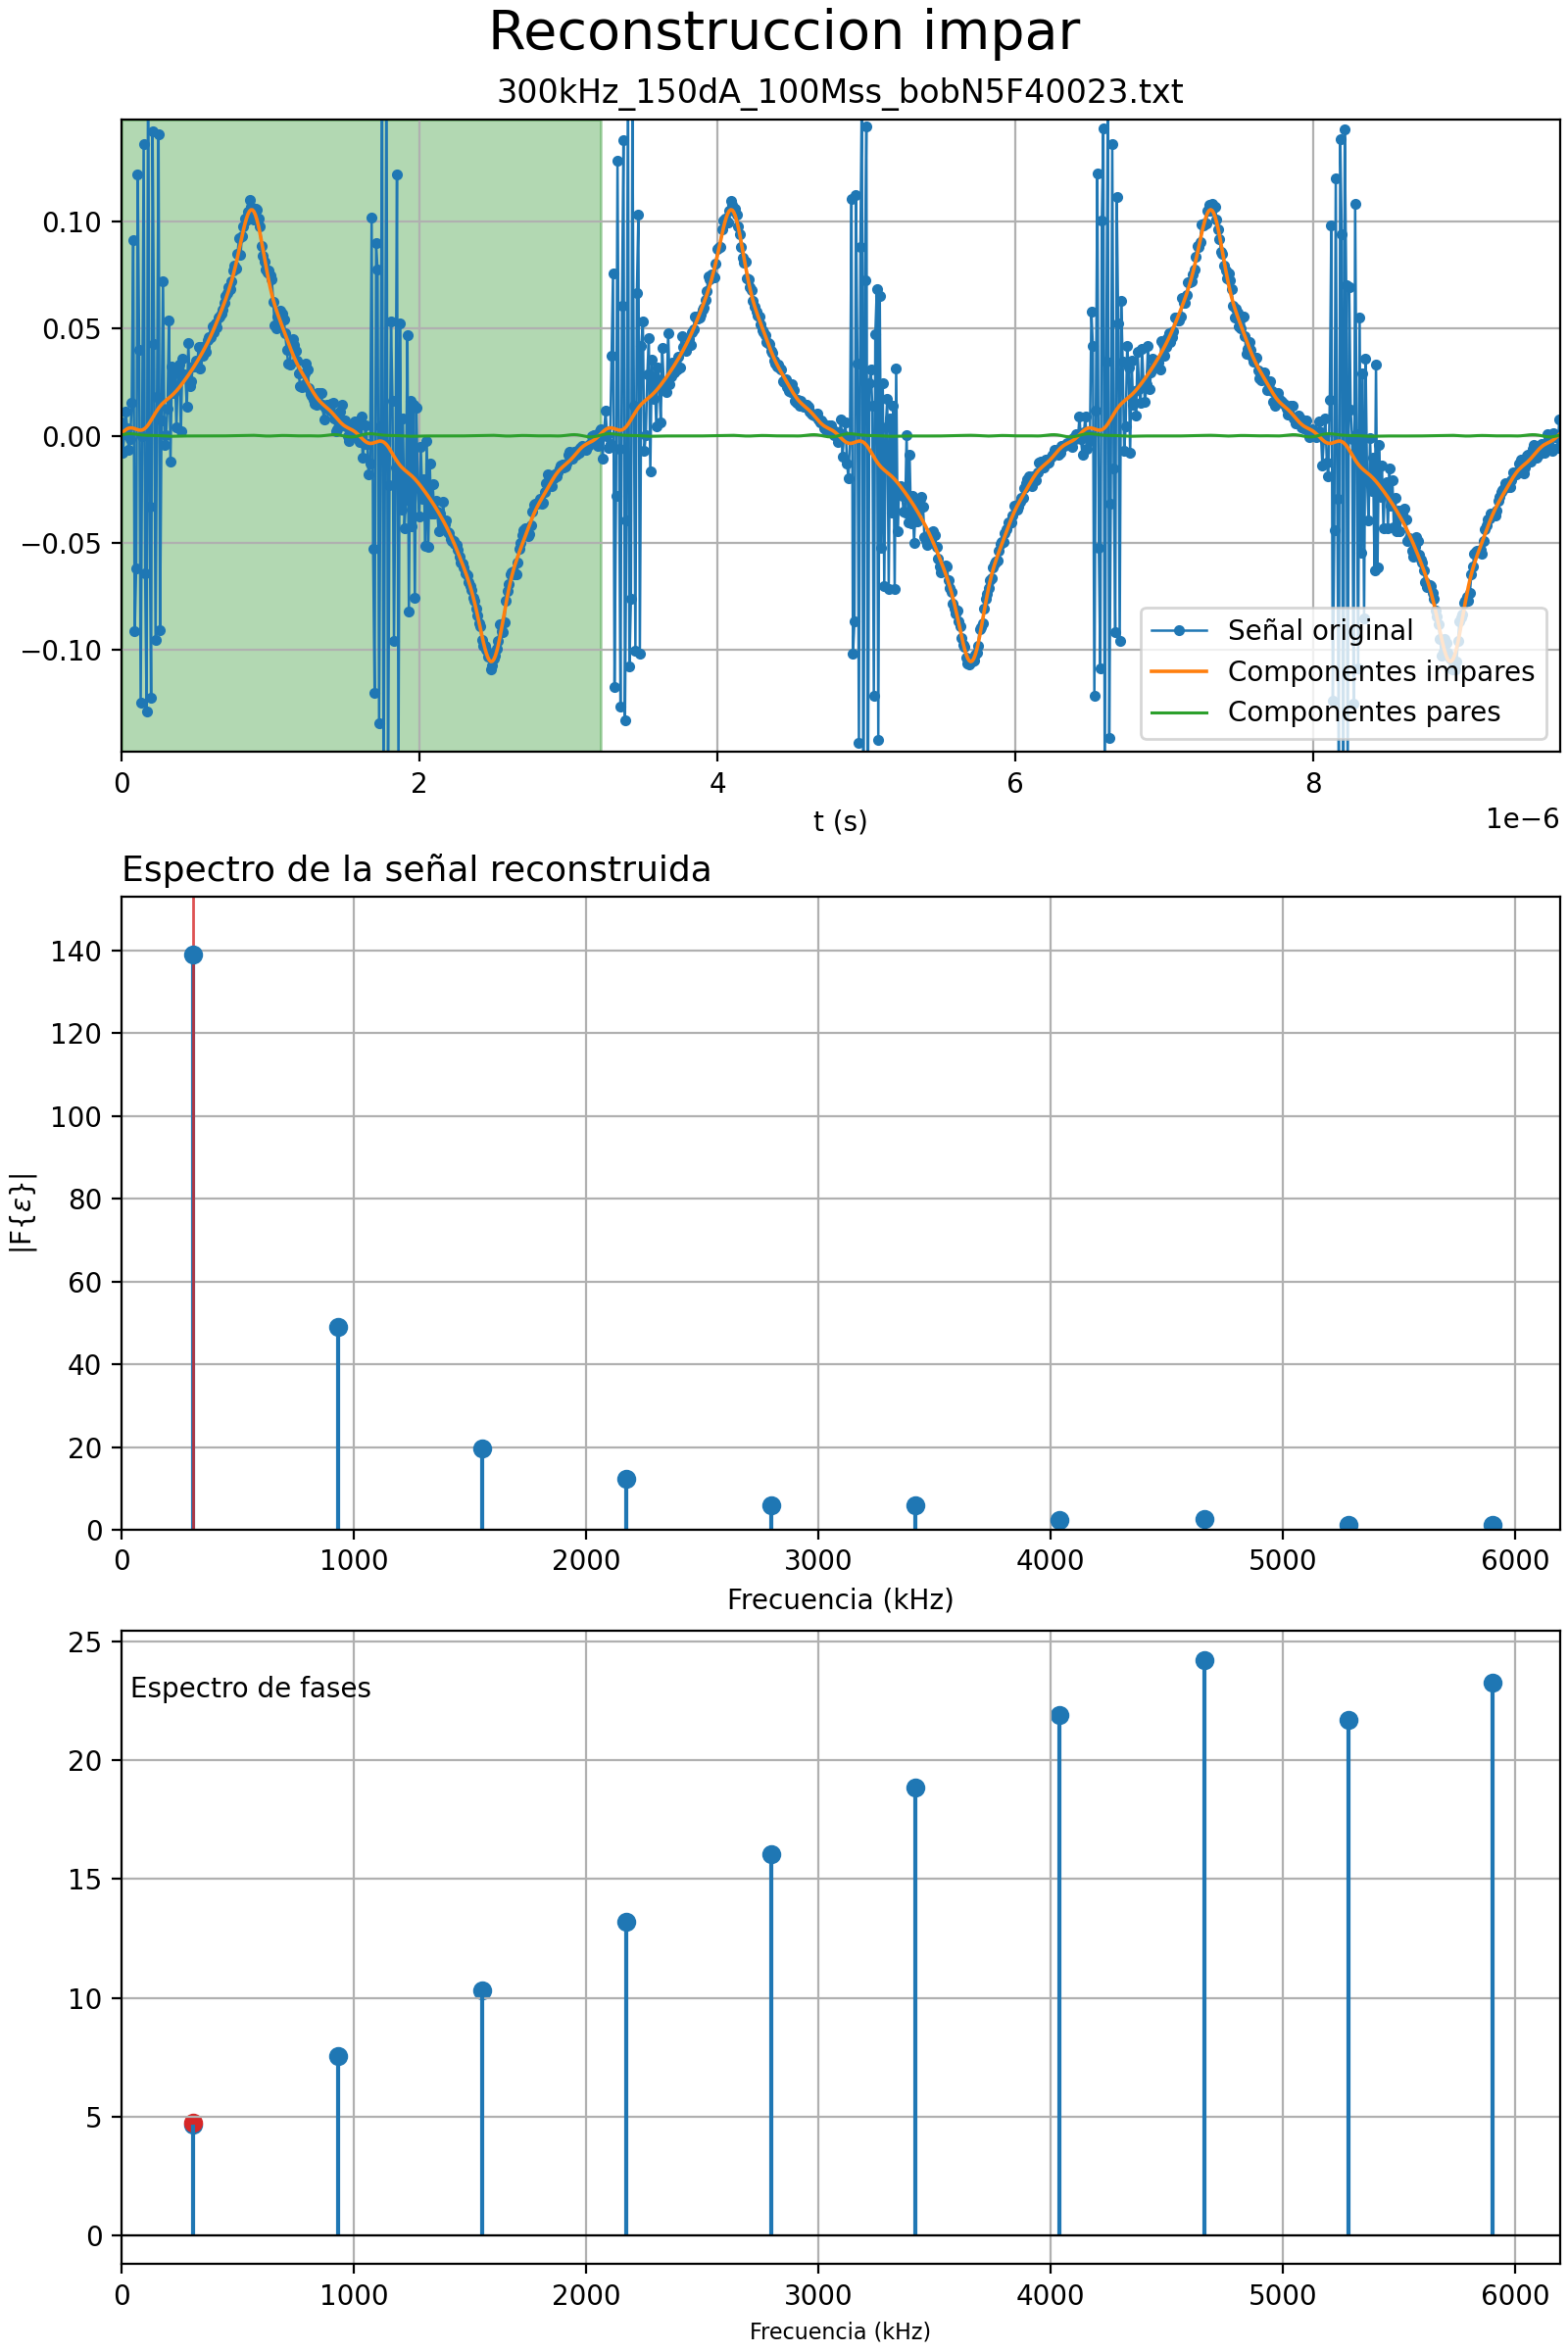 Reconstruccion impar
300kHz_150dA_100Mss_bobN5F40023.txt
0.10
0.05
0.00
−0.05
−0.10
Señal original
Componentes impares
Componentes pares
0 2 4 6 8
t (s)
1e−6
Espectro de la señal reconstruida
140
120
100
80
60
40
20
0
|F{ε}|
0 1000 2000 3000 4000 5000 6000
Frecuencia (kHz)
25
Espectro de fases
20
15
10
5
0
0 1000 2000 3000 4000 5000 6000
Frecuencia (kHz)